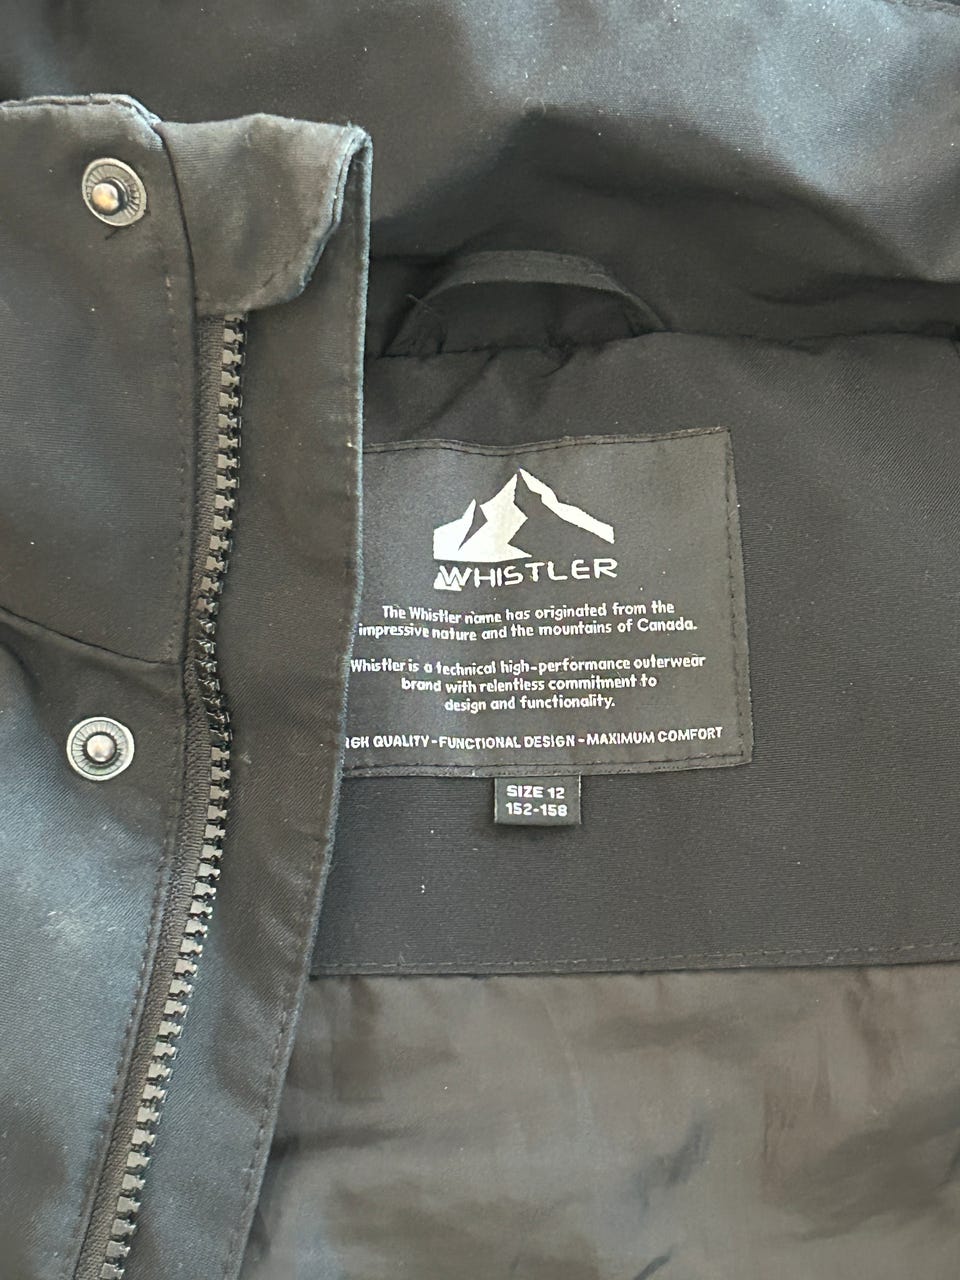 WHISTLER
The Whistler name has originated from the
impressive nature and the mountains of Canada.
Whistler is a technical high-performance outerwear
brand with relentless commitment to
design and functionality.
QUALITY - FUNCTIONAL DESIGN - MAXIMUM COMFORT
SIZE 12
152-158